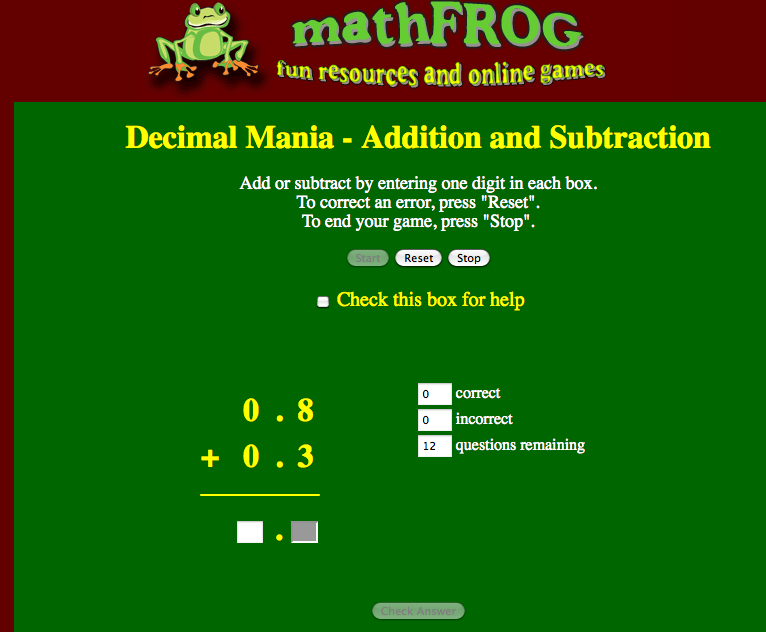 mathFROG
fun resources and online games
Decimal Mania - Addition and Subtraction
Add or subtract by entering one digit in each box.
To correct an error, press "Reset".
To end your game, press "Stop".
Start Reset Stop
Check this box for help
0 correct
0 incorrect
12 questions remaining
0 . 8
+ 0 . 3
.
Check Answer